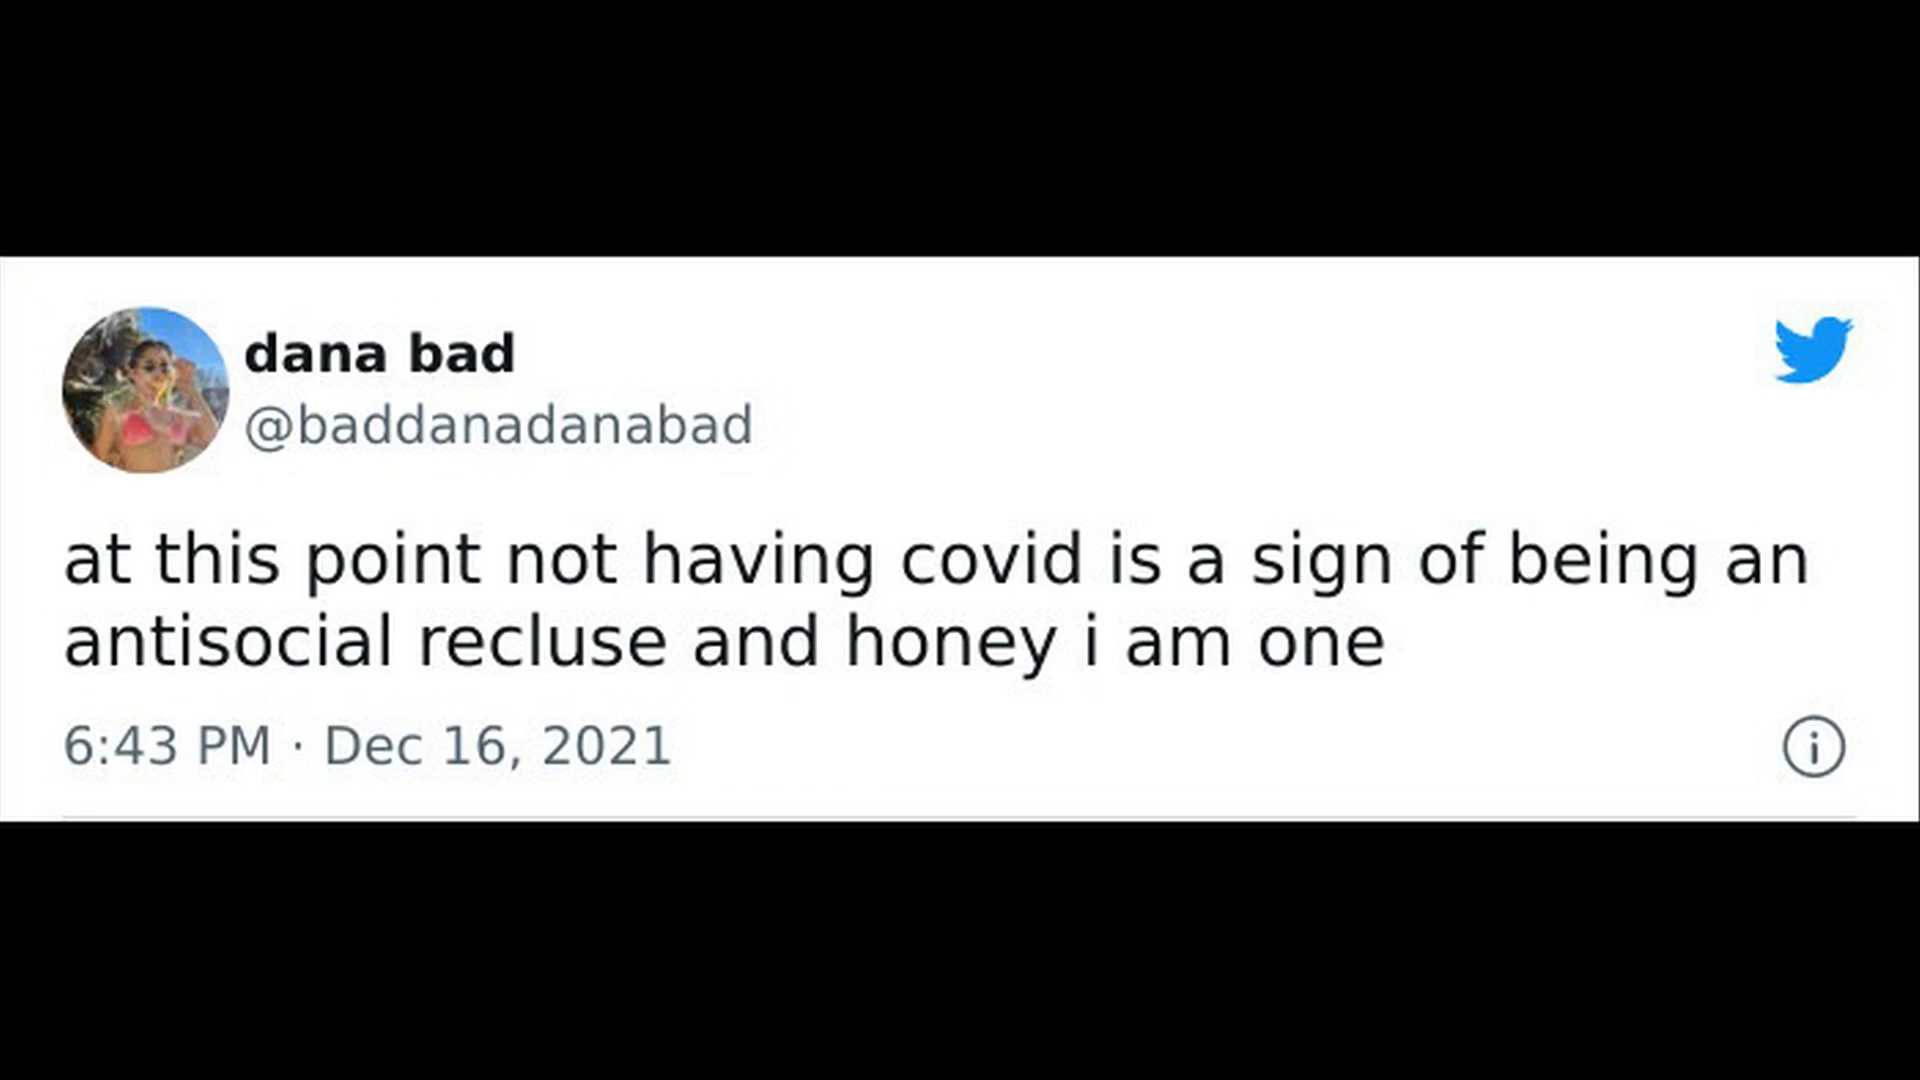 dana bad
@baddanadanabad
at this point not having covid is a sign of being an
antisocial recluse and honey i am one
6:43 PM · Dec 16, 2021